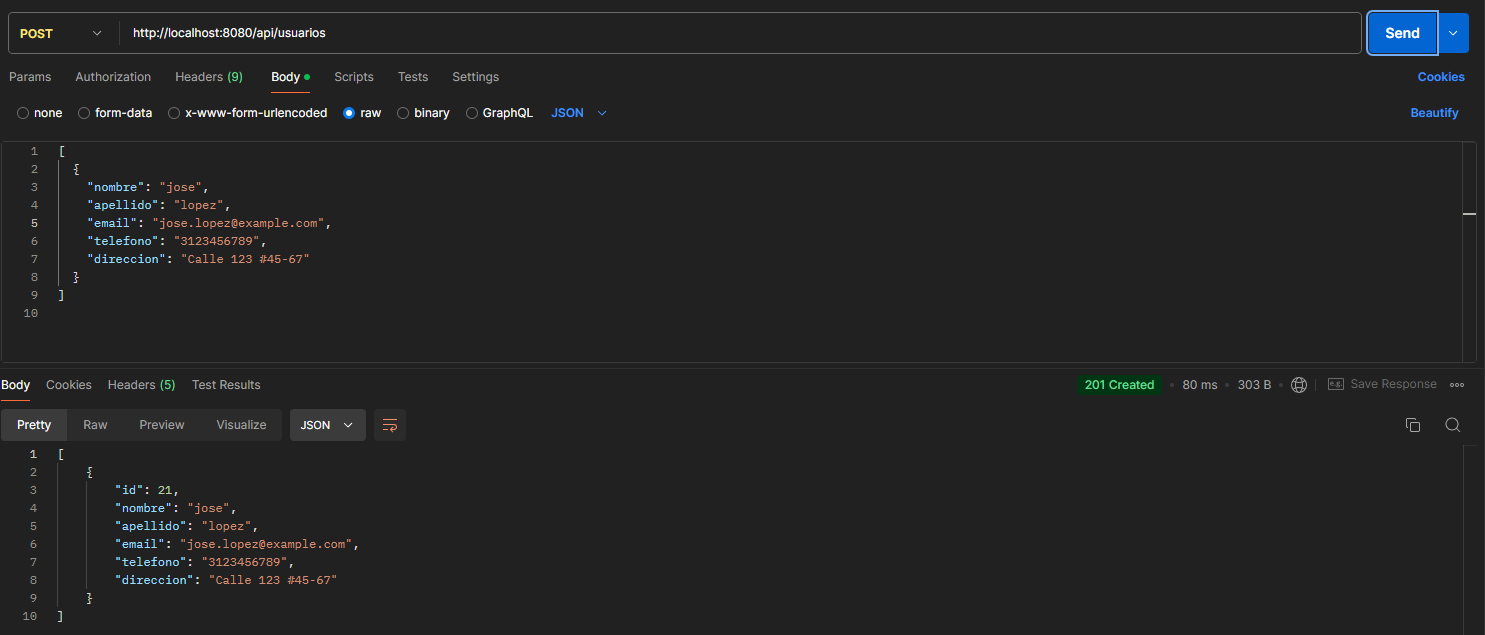 POST http://localhost:8080/api/usuarios Send
Params Authorization Headers (9) Body Scripts Tests Settings Cookies
none form-data x-www-form-urlencoded raw binary GraphQL JSON Beautify
1 [
2 {
3 "nombre": "jose",
4 "apellido": "lopez",
5 "email": "jose.lopez@example.com",
6 "telefono": "3123456789",
7 "direccion": "Calle 123 #45-67"
8 }
9 ]
10
Body Cookies Headers (5) Test Results 201 Created 80 ms 303 B e.g. Save Response
Pretty Raw Preview Visualize JSON
1 [
2 {
3 "id": 21,
4 "nombre": "jose",
5 "apellido": "lopez",
6 "email": "jose.lopez@example.com",
7 "telefono": "3123456789",
8 "direccion": "Calle 123 #45-67"
9 }
10 ]